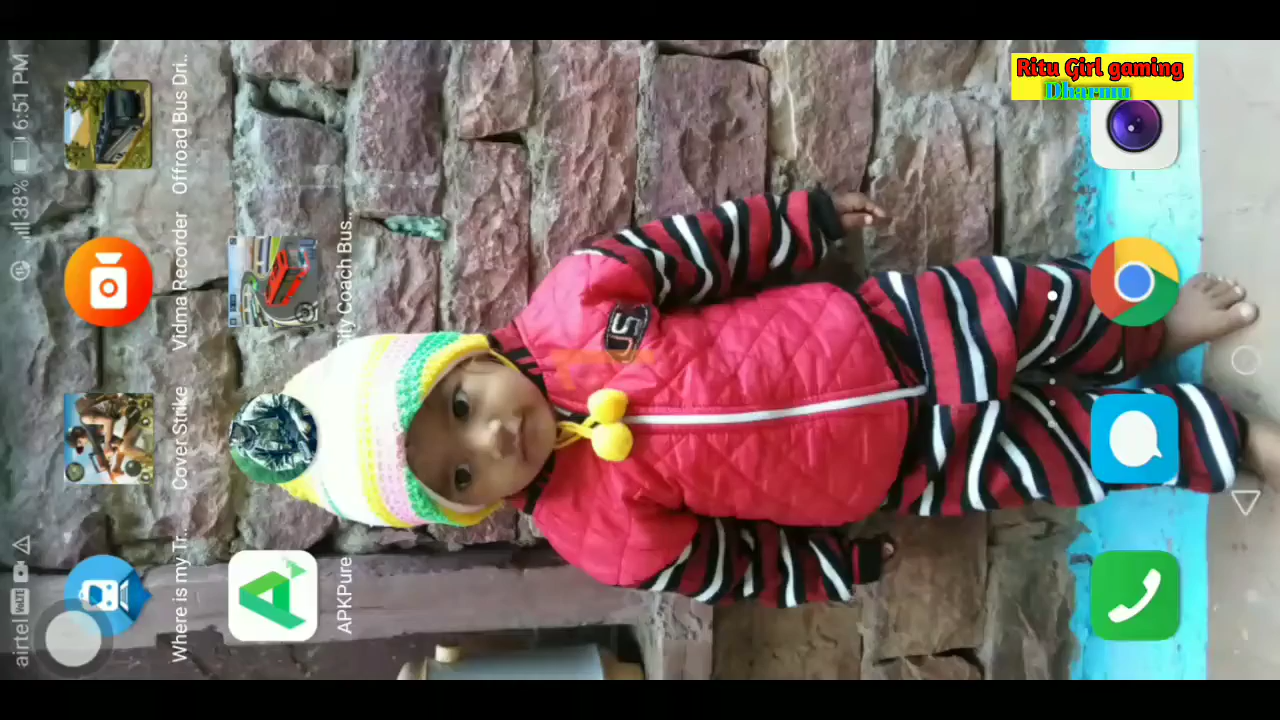 Ritu Girl gaming
Dharmu
airtel VoLTE
38% 6:51 PM
Where is my Tr..
Cover Strike
Vidma Recorder
Offroad Bus Dri..
APKPure
City Coach Bus..